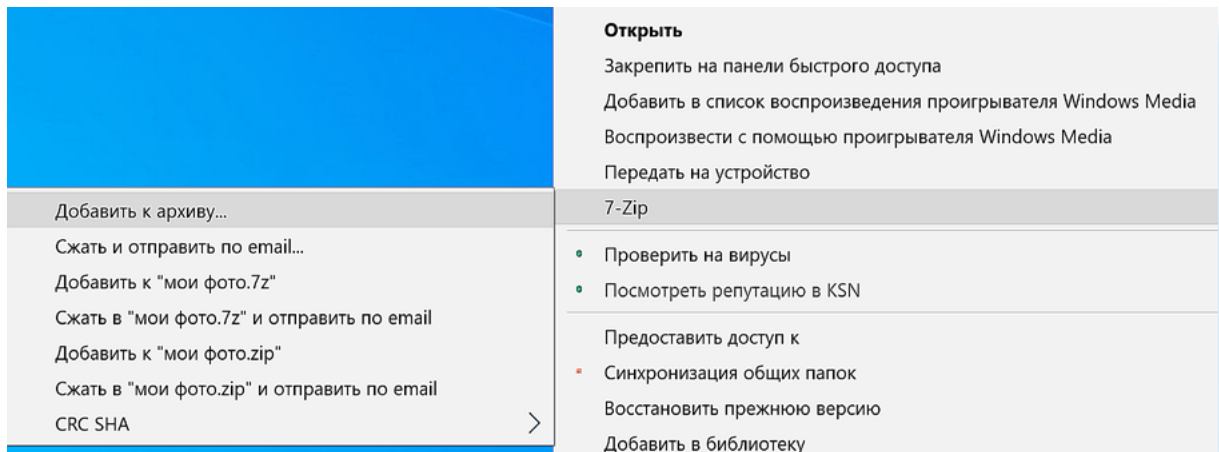 Открыть
Закрепить на панели быстрого доступа
Добавить в список воспроизведения проигрывателя Windows Media
Воспроизвести с помощью проигрывателя Windows Media
Передать на устройство
7-Zip
Проверить на вирусы
Посмотреть репутацию в KSN
Предоставить доступ к
Синхронизация общих папок
Восстановить прежнюю версию
Добавить в библиотеку
Добавить к архиву...
Сжать и отправить по email...
Добавить к "мои фото.7z"
Сжать в "мои фото.7z" и отправить по email
Добавить к "мои фото.zip"
Сжать в "мои фото.zip" и отправить по email
CRC SHA